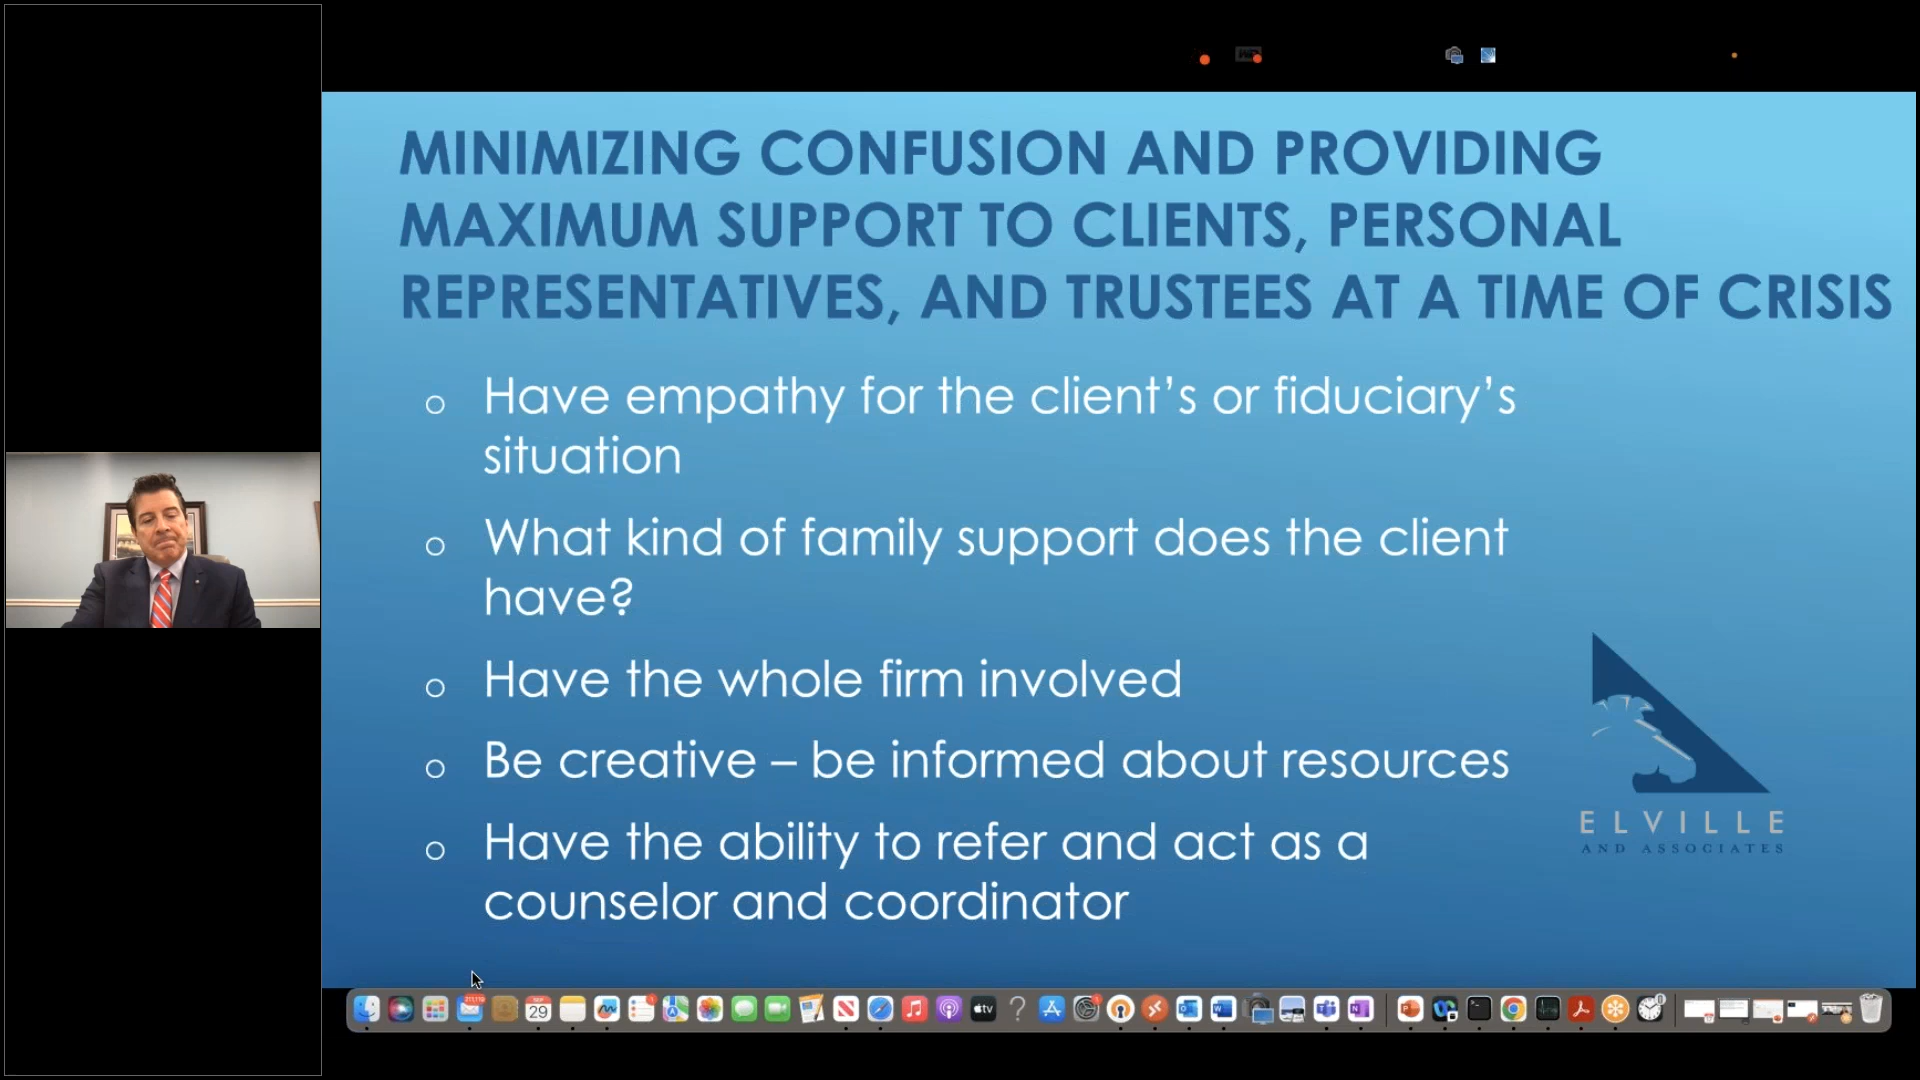 MINIMIZING CONFUSION AND PROVIDING
MAXIMUM SUPPORT TO CLIENTS, PERSONAL
REPRESENTATIVES, AND TRUSTEES AT A TIME OF CRISIS
o Have empathy for the client’s or fiduciary’s
situation
o What kind of family support does the client
have?
o Have the whole firm involved
o Be creative – be informed about resources
o Have the ability to refer and act as a
counselor and coordinator
ELVILLE
AND ASSOCIATES
SEP
29
tv